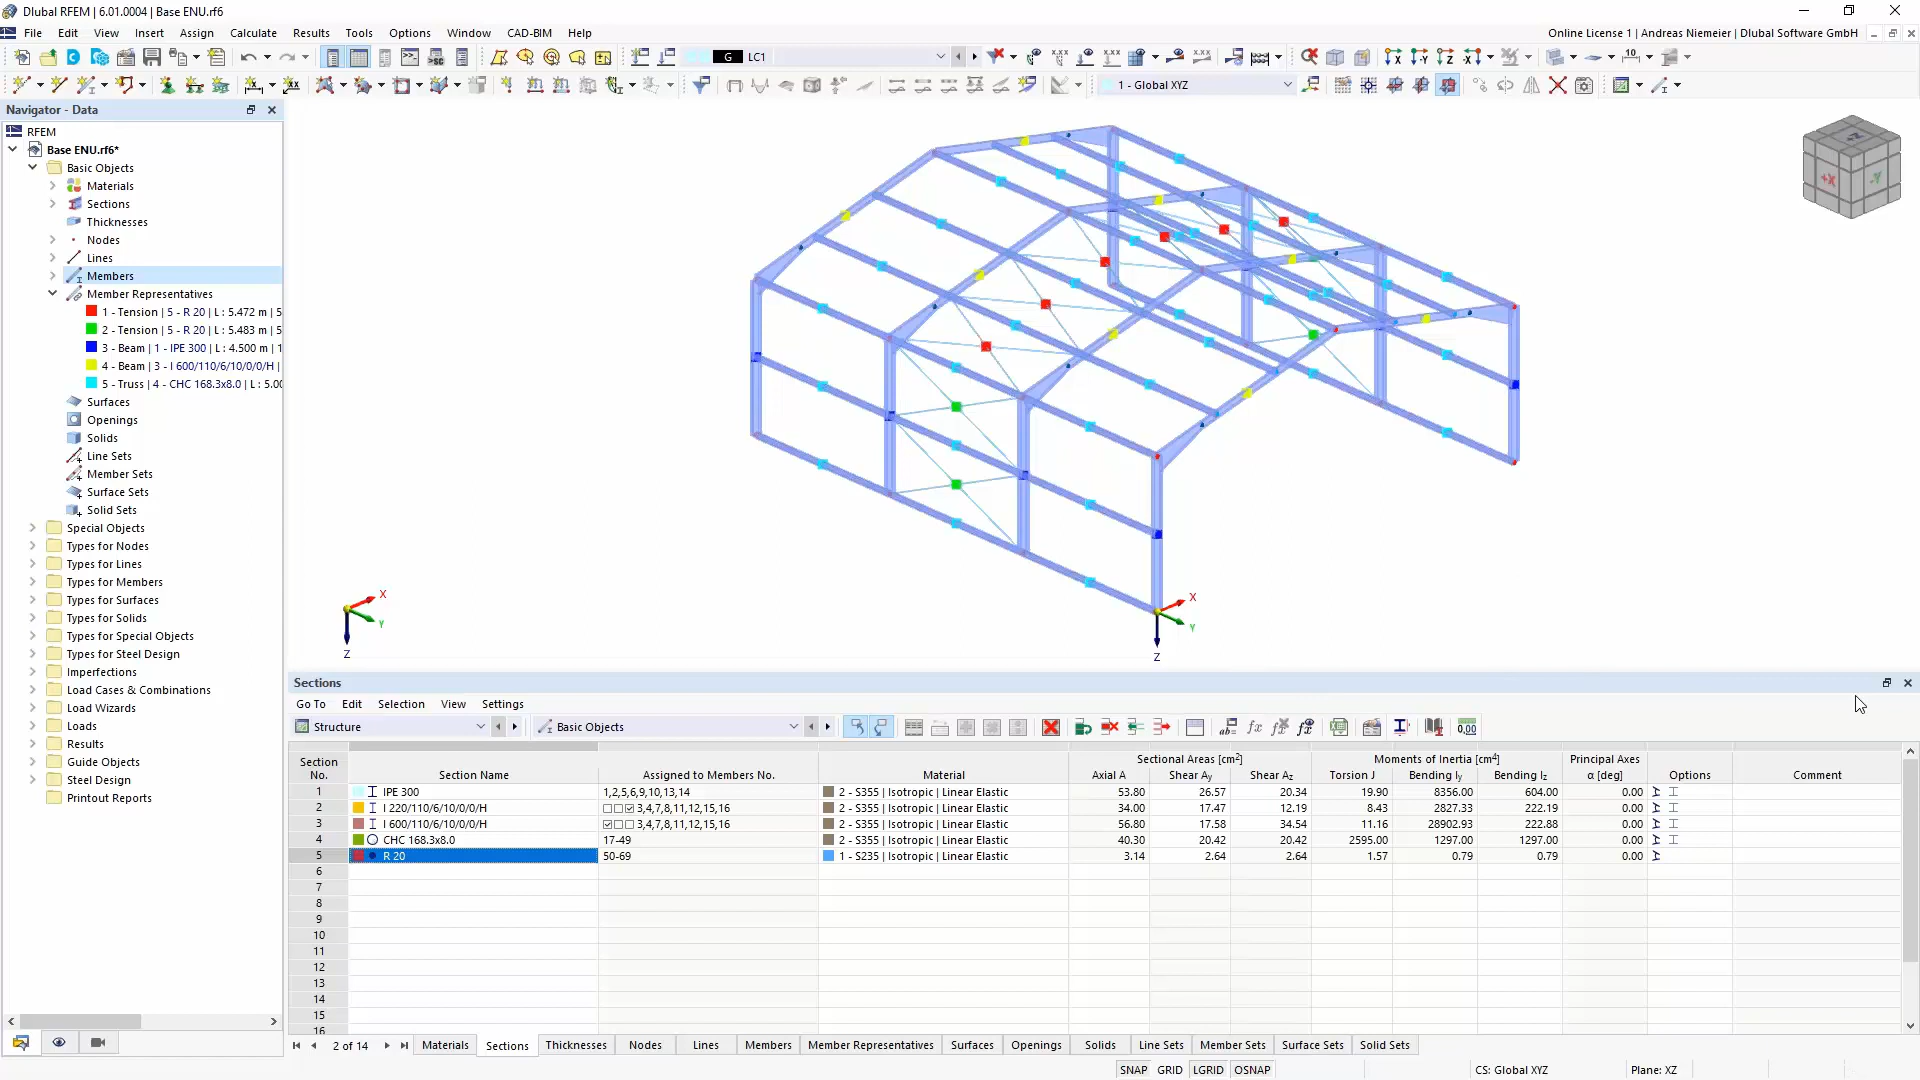 Dlubal RFEM | 6.01.0004 | Base ENU.rf6
File Edit View Insert Assign Calculate Results Tools Options Window CAD-BIM Help
Online License 1 | Andreas Niemeier | Dlubal Software GmbH
G LC1
1 - Global XYZ
Navigator - Data
RFEM
Base ENU.rf6*
Basic Objects
Materials
Sections
Thicknesses
Nodes
Lines
Members
Member Representatives
1 - Tension | 5 - R 20 | L : 5.472 m | 5
2 - Tension | 5 - R 20 | L : 5.483 m | 5
3 - Beam | 1 - IPE 300 | L : 4.500 m | 1
4 - Beam | 3 - I 600/110/6/10/0/0/H |
5 - Truss | 4 - CHC 168.3x8.0 | L : 5.00
Surfaces
Openings
Solids
Line Sets
Member Sets
Surface Sets
Solid Sets
Special Objects
Types for Nodes
Types for Lines
Types for Members
Types for Surfaces
Types for Solids
Types for Special Objects
Types for Steel Design
Imperfections
Load Cases & Combinations
Load Wizards
Loads
Results
Guide Objects
Steel Design
Printout Reports
+Z
+X -Y
X
Y
Z
X
Y
Z
Sections
Go To Edit Selection View Settings
Structure Basic Objects
Section Sectional Areas [cm2] Moments of Inertia [cm4] Principal Axes
No. Section Name Assigned to Members No. Material Axial A Shear Ay Shear Az Torsion J Bending Iy Bending Iz α [deg] Options Comment
1 IPE 300 1,2,5,6,9,10,13,14 2 - S355 | Isotropic | Linear Elastic 53.80 26.57 20.34 19.90 8356.00 604.00 0.00
2 I 220/110/6/10/0/0/H 3,4,7,8,11,12,15,16 2 - S355 | Isotropic | Linear Elastic 34.00 17.47 12.19 8.43 2827.33 222.19 0.00
3 I 600/110/6/10/0/0/H 3,4,7,8,11,12,15,16 2 - S355 | Isotropic | Linear Elastic 56.80 17.58 34.54 11.16 28902.93 222.88 0.00
4 CHC 168.3x8.0 17-49 2 - S355 | Isotropic | Linear Elastic 40.30 20.42 20.42 2595.00 1297.00 1297.00 0.00
5 R 20 50-69 1 - S235 | Isotropic | Linear Elastic 3.14 2.64 2.64 1.57 0.79 0.79 0.00
6
7
8
9
10
11
12
13
14
15
16
2 of 14 Materials Sections Thicknesses Nodes Lines Members Member Representatives Surfaces Openings Solids Line Sets Member Sets Surface Sets Solid Sets
SNAP GRID LGRID OSNAP CS: Global XYZ Plane: XZ